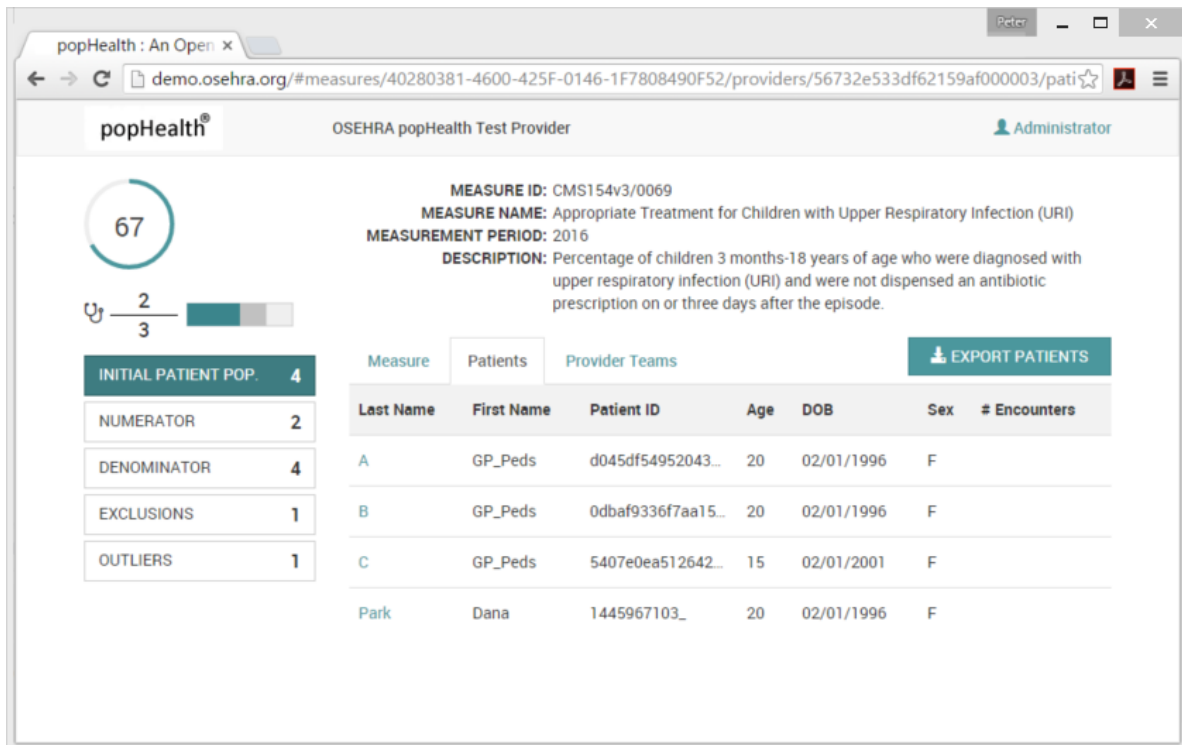 Peter
popHealth : An Open
demo.osehra.org/#measures/40280381-4600-425F-0146-1F7808490F52/providers/56732e533df62159af000003/pati
popHealth® OSEHRA popHealth Test Provider Administrator
67
MEASURE ID: CMS154v3/0069
MEASURE NAME: Appropriate Treatment for Children with Upper Respiratory Infection (URI)
MEASUREMENT PERIOD: 2016
DESCRIPTION: Percentage of children 3 months-18 years of age who were diagnosed with
upper respiratory infection (URI) and were not dispensed an antibiotic
prescription on or three days after the episode.
2
3
INITIAL PATIENT POP. 4
NUMERATOR 2
DENOMINATOR 4
EXCLUSIONS 1
OUTLIERS 1
Measure Patients Provider Teams EXPORT PATIENTS
Last Name First Name Patient ID Age DOB Sex # Encounters
A GP_Peds d045df54952043... 20 02/01/1996 F
B GP_Peds 0dbaf9336f7aa15... 20 02/01/1996 F
C GP_Peds 5407e0ea512642... 15 02/01/2001 F
Park Dana 1445967103_ 20 02/01/1996 F